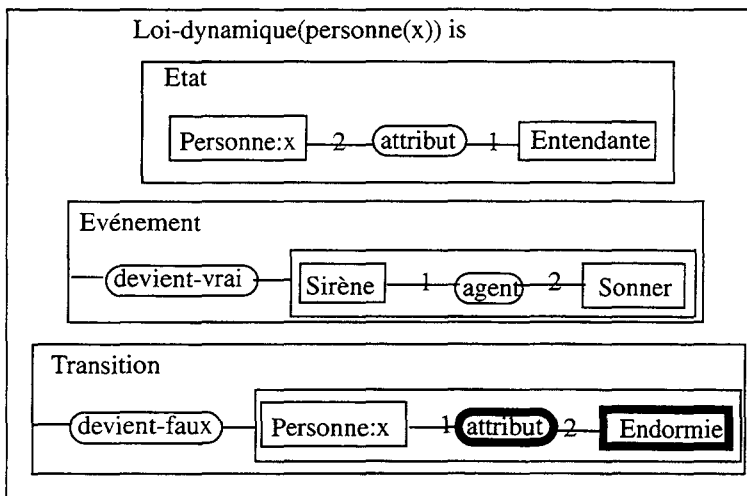 Loi-dynamique(personne(x)) is
Etat
Personne:x 2 attribut 1 Entendante
Evénement
devient-vrai Sirène 1 agent 2 Sonner
Transition
devient-faux Personne:x 1 attribut 2 Endormie